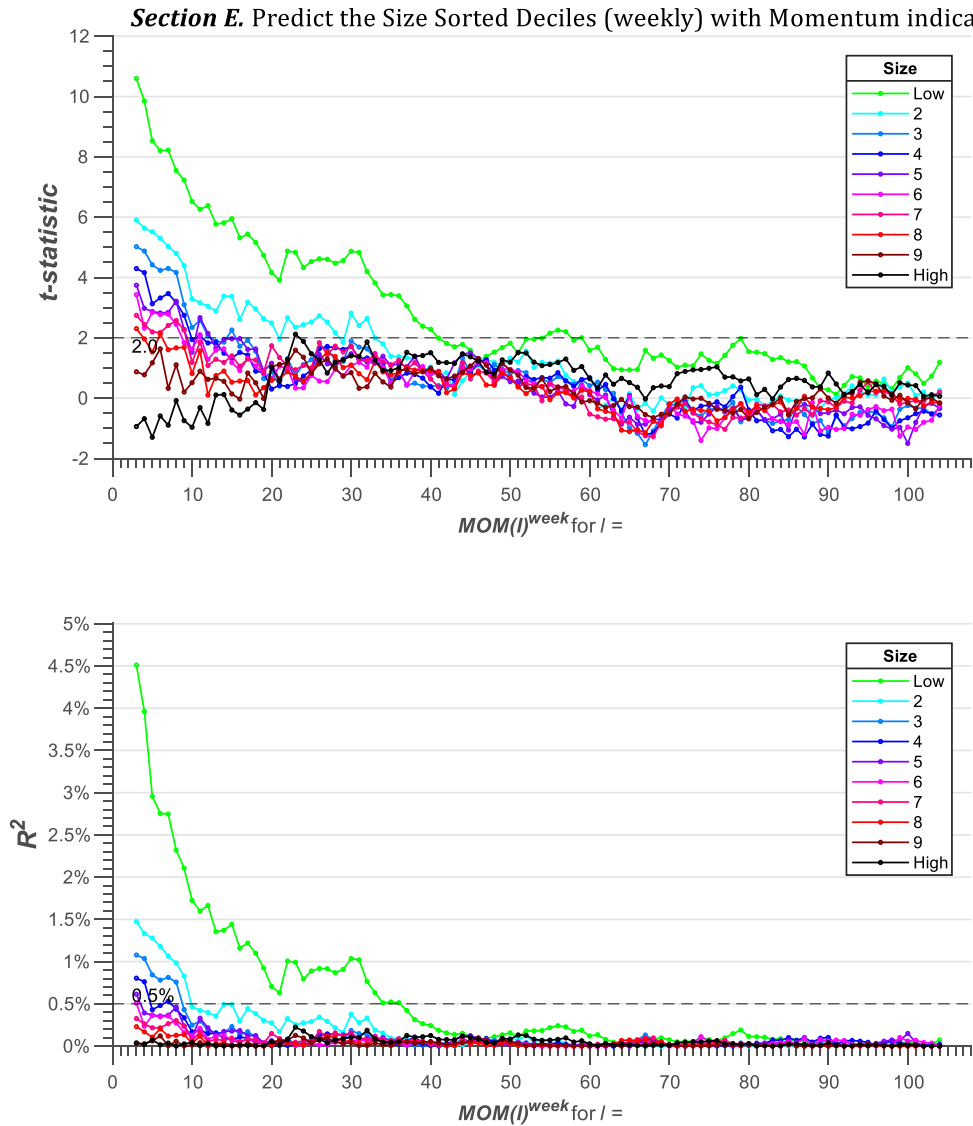 Section E. Predict the Size Sorted Deciles (weekly) with Momentum indica
12
10
8
6
4
2
0
-2
t-statistic
2.0
Size
Low
2
3
4
5
6
7
8
9
High
0 10 20 30 40 50 60 70 80 90 100
MOM(l)week for l =
5%
4.5%
4%
3.5%
3%
2.5%
2%
1.5%
1%
0.5%
0%
R2
0.5%
Size
Low
2
3
4
5
6
7
8
9
High
0 10 20 30 40 50 60 70 80 90 100
MOM(l)week for l =